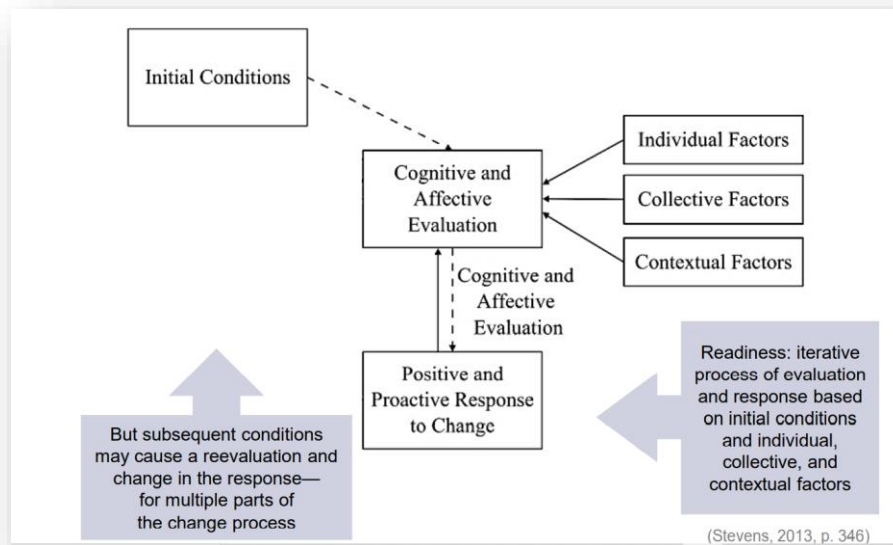 Initial Conditions
Individual Factors
Cognitive and
Affective
Evaluation
Collective Factors
Contextual Factors
Cognitive and
Affective
Evaluation
Positive and
Proactive Response
to Change
Readiness: iterative
process of evaluation
and response based
on initial conditions
and individual,
collective, and
contextual factors
But subsequent conditions
may cause a reevaluation and
change in the response—
for multiple parts of
the change process
(Stevens, 2013, p. 346)